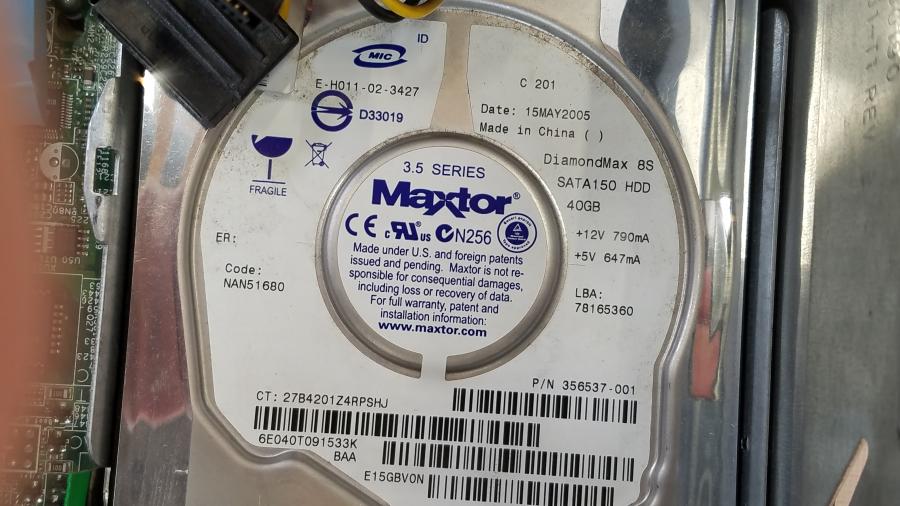 ID
MIC
E-H011-02-3427
D33019
FRAGILE
ER:
Code:
NAN51680
C 201
Date: 15MAY2005
Made in China ( )
DiamondMax 8S
SATA150 HDD
40GB
+12V 790mA
+5V 647mA
LBA:
78165360
3.5 SERIES
Maxtor®
CE c RU us N256
Made under U.S. and foreign patents
issued and pending. Maxtor is not re-
sponsible for consequential damages,
including loss or recovery of data.
For full warranty, patent and
installation information:
www.maxtor.com
P/N 356537-001
CT: 27B4201Z4RPSHJ
6E040T091533K
BAA
E15GBV0N